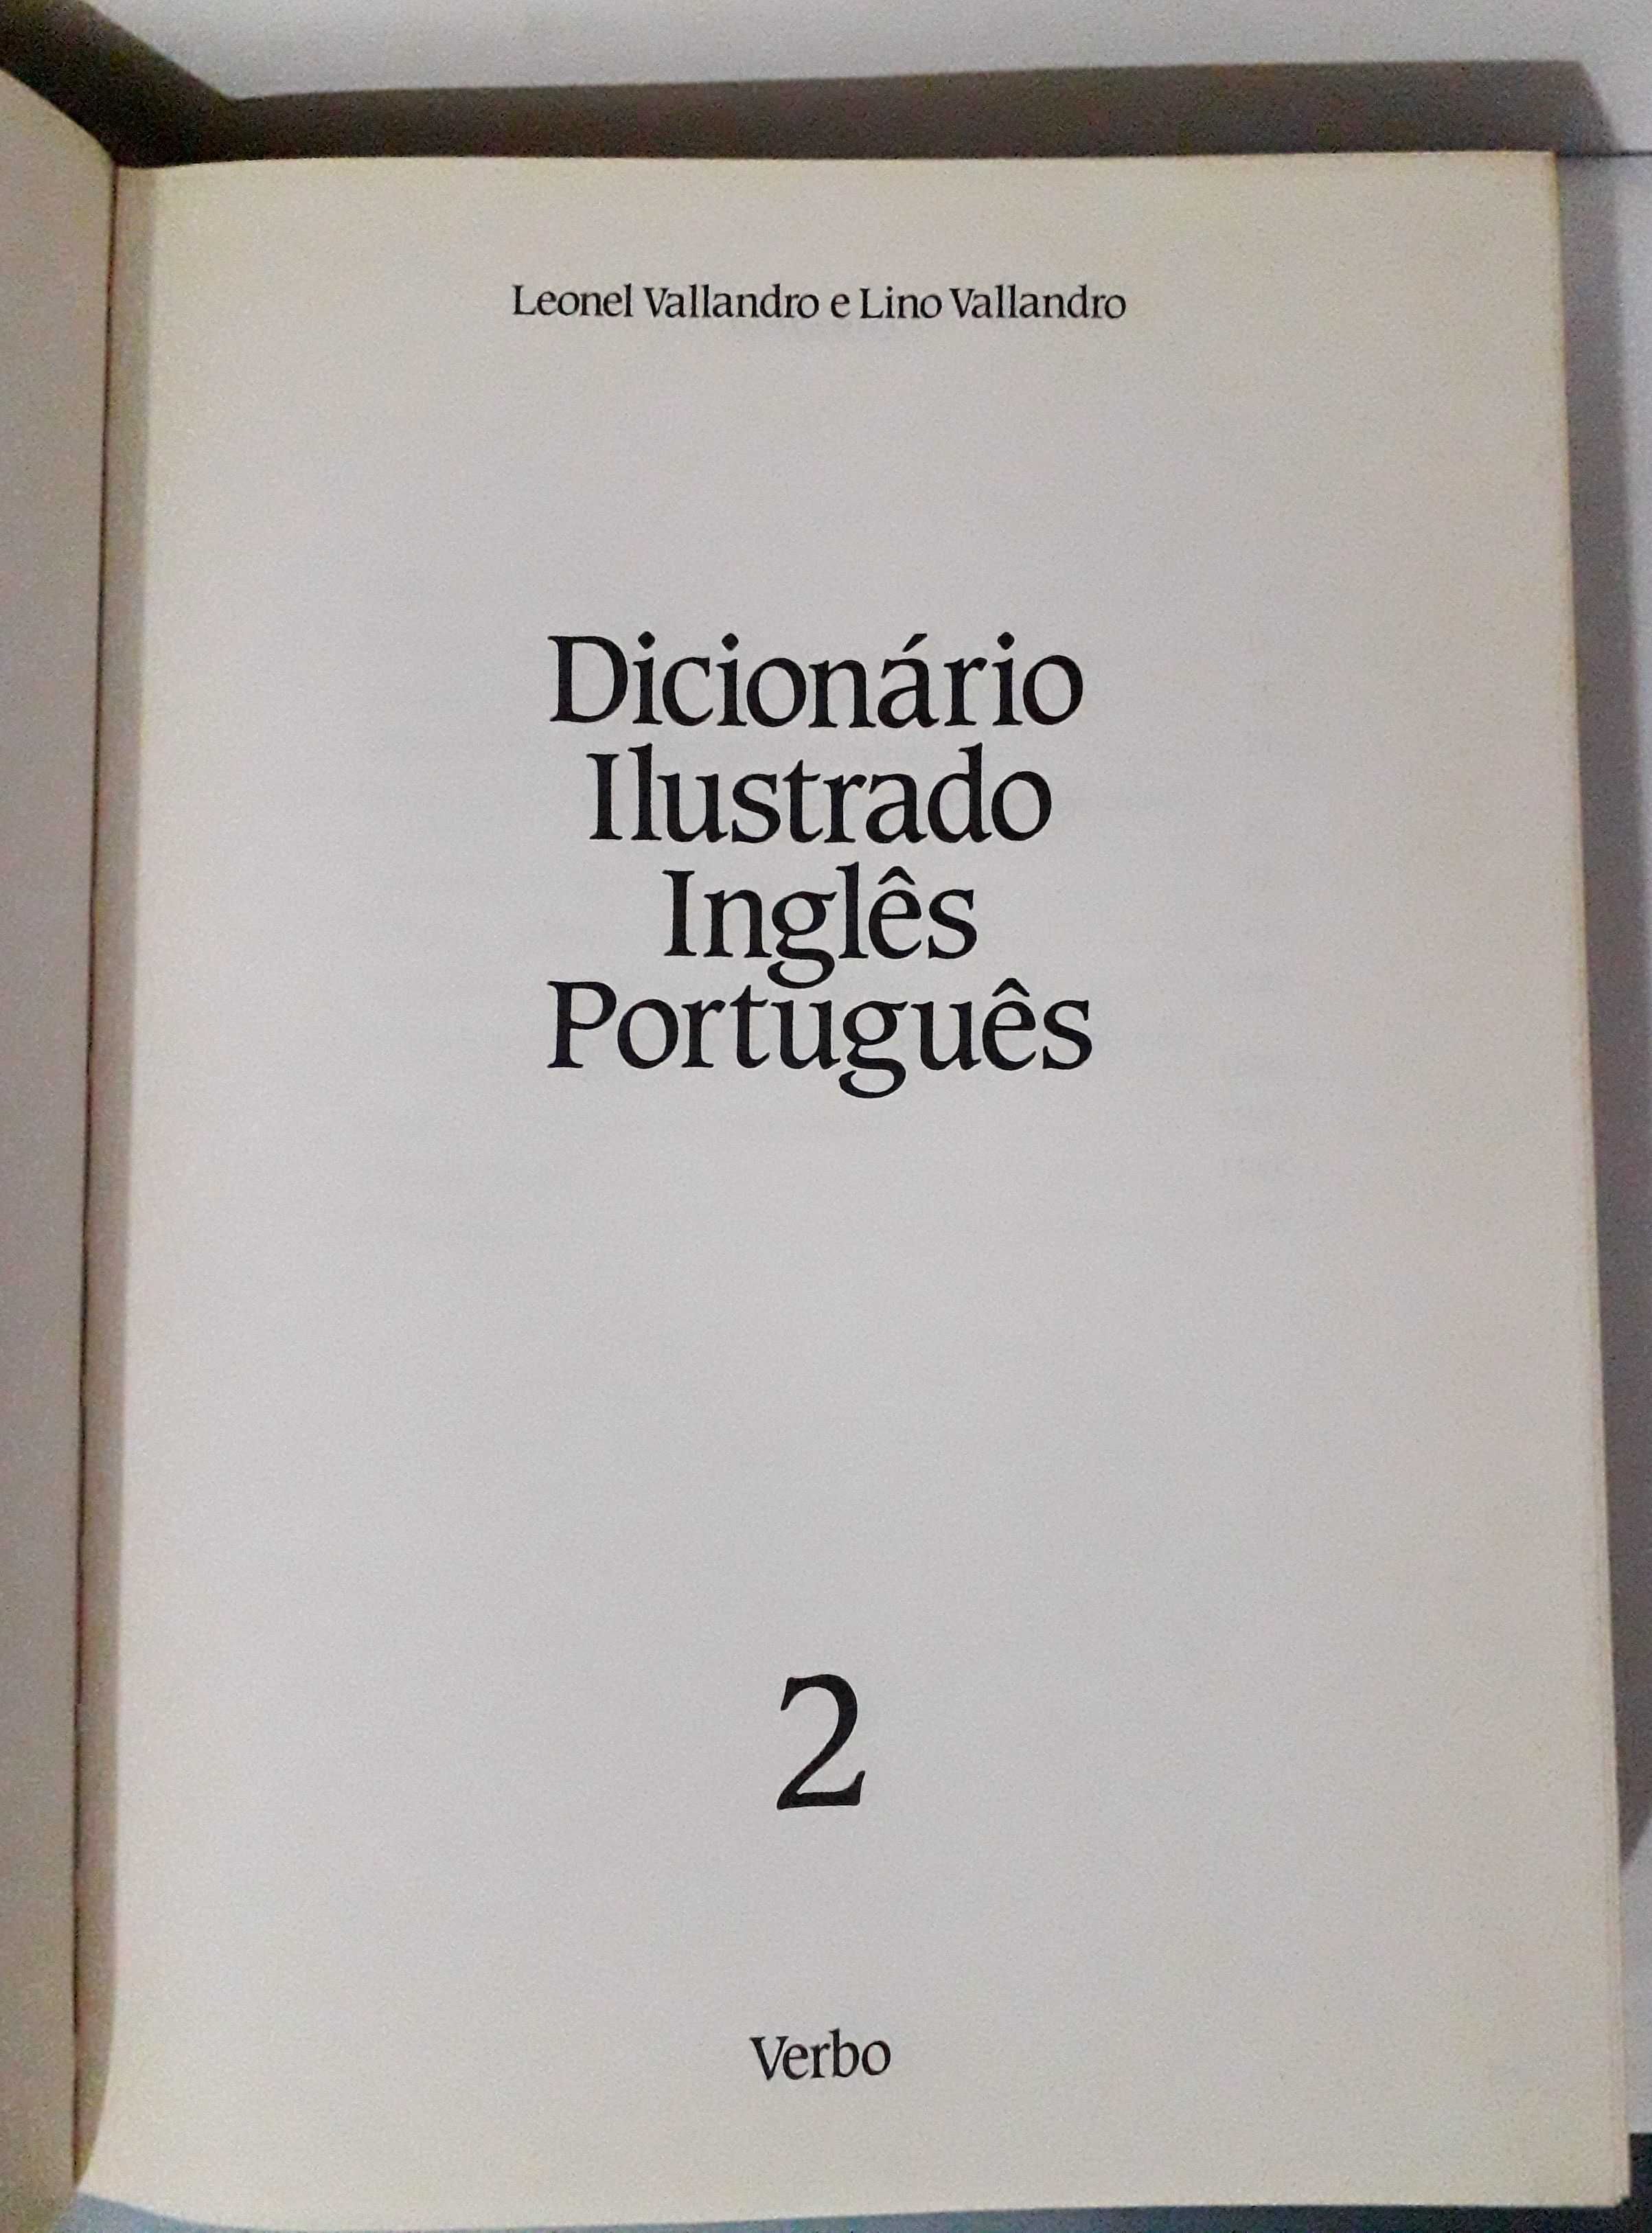 Leonel Vallandro e Lino Vallandro
Dicionário
Ilustrado
Inglês
Português
2
Verbo